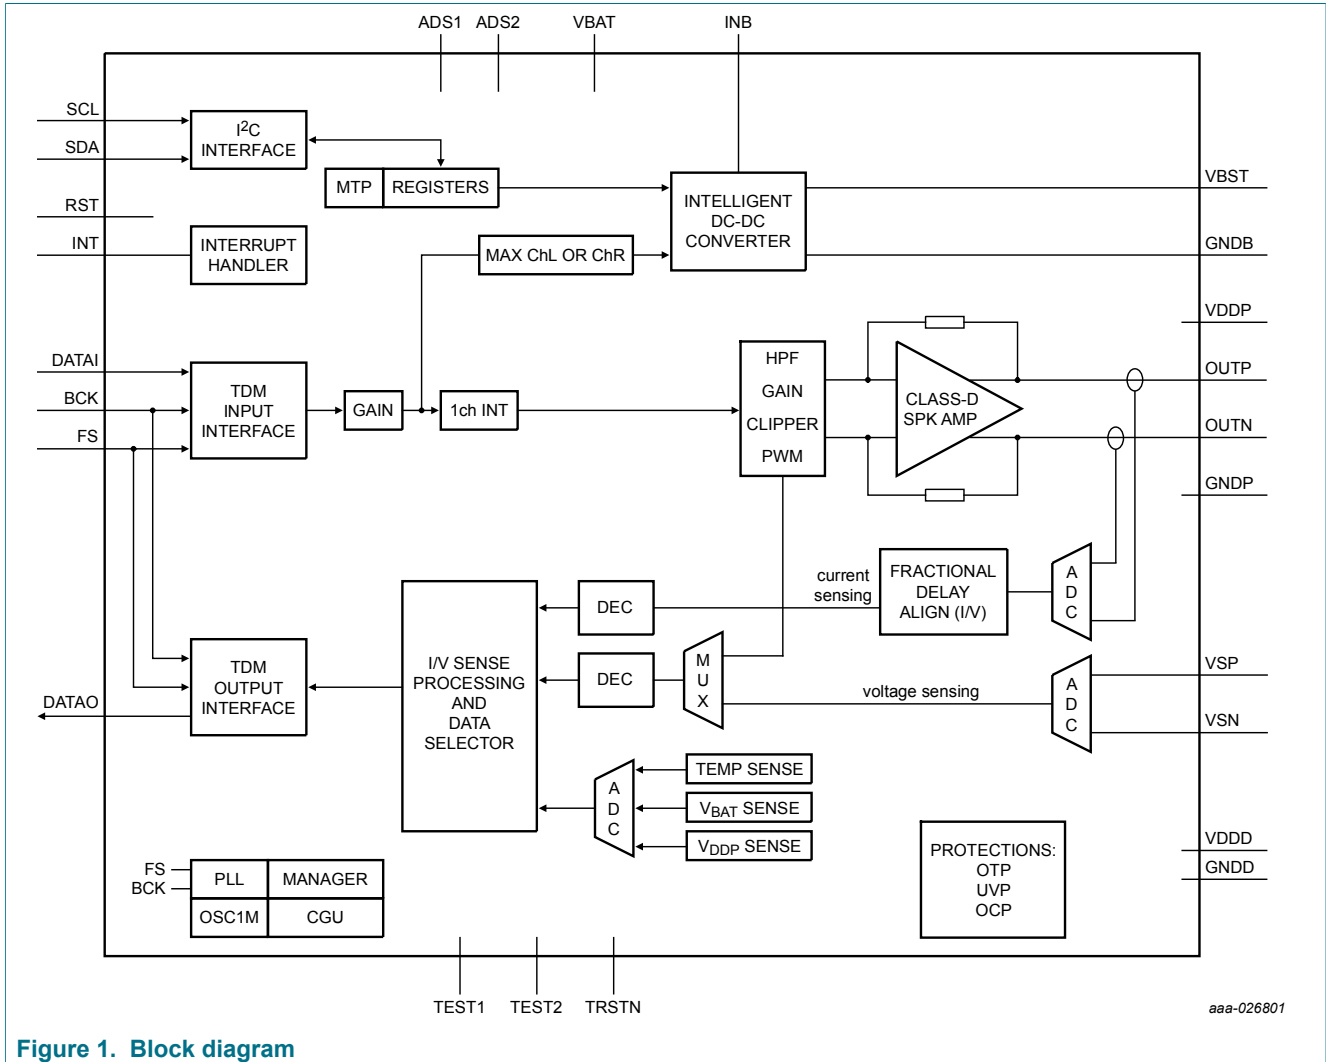 ADS1 ADS2 VBAT INB
SCL
SDA
RST
INT
I2C
INTERFACE
MTP REGISTERS
INTERRUPT
HANDLER
MAX ChL OR ChR
INTELLIGENT
DC-DC
CONVERTER
VBST
GNDB
VDDP
DATAI
BCK
FS
TDM
INPUT
INTERFACE
GAIN
1ch INT
HPF
GAIN
CLIPPER
PWM
CLASS-D
SPK AMP
OUTP
OUTN
GNDP
current
sensing
FRACTIONAL
DELAY
ALIGN (I/V)
A
D
C
DEC
DEC
M
U
X
voltage sensing
A
D
C
VSP
VSN
I/V SENSE
PROCESSING
AND
DATA
SELECTOR
TDM
OUTPUT
INTERFACE
DATAO
A
D
C
TEMP SENSE
VBAT SENSE
VDDP SENSE
PROTECTIONS:
OTP
UVP
OCP
VDDD
GNDD
FS
BCK
PLL MANAGER
OSC1M CGU
TEST1 TEST2 TRSTN
aaa-026801
Figure 1. Block diagram